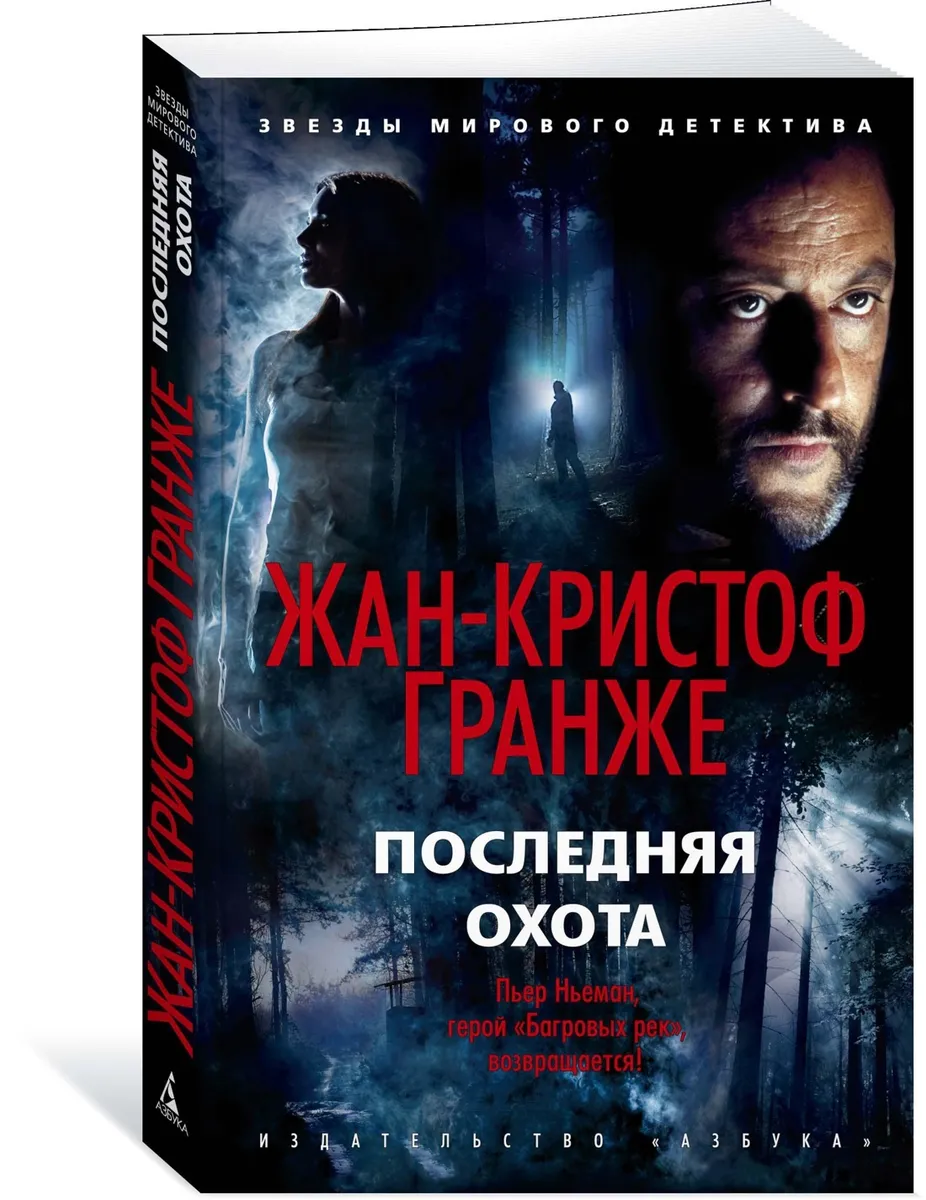 ЗВЕЗДЫ МИРОВОГО ДЕТЕКТИВА
ЖАН-КРИСТОФ
ГРАНЖЕ
ПОСЛЕДНЯЯ
ОХОТА
Пьер Ньеман,
герой «Багровых рек»,
возвращается!
ИЗДАТЕЛЬСТВО «АЗБУКА»
ЗВЕЗДЫ
МИРОВОГО
ДЕТЕКТИВА
ПОСЛЕДНЯЯ
ОХОТА
ЖАН-КРИСТОФ ГРАНЖЕ
АЗБУКА